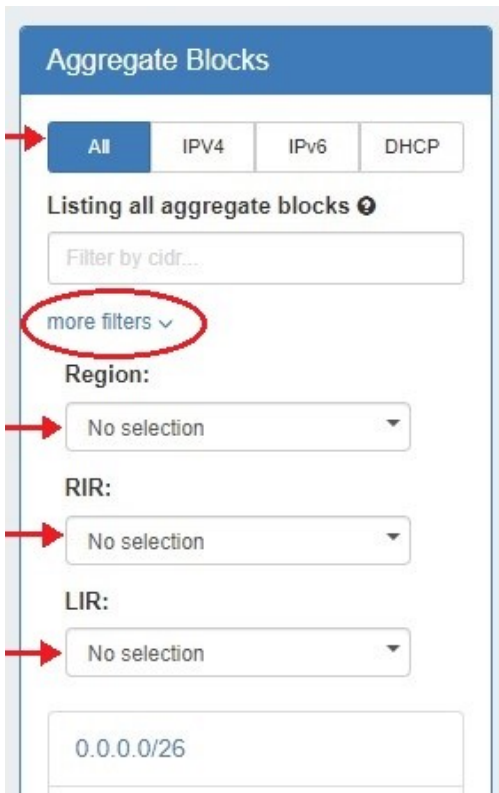 Aggregate Blocks
All IPV4 IPv6 DHCP
Listing all aggregate blocks
Filter by cidr...
more filters
Region:
No selection
RIR:
No selection
LIR:
No selection
0.0.0.0/26